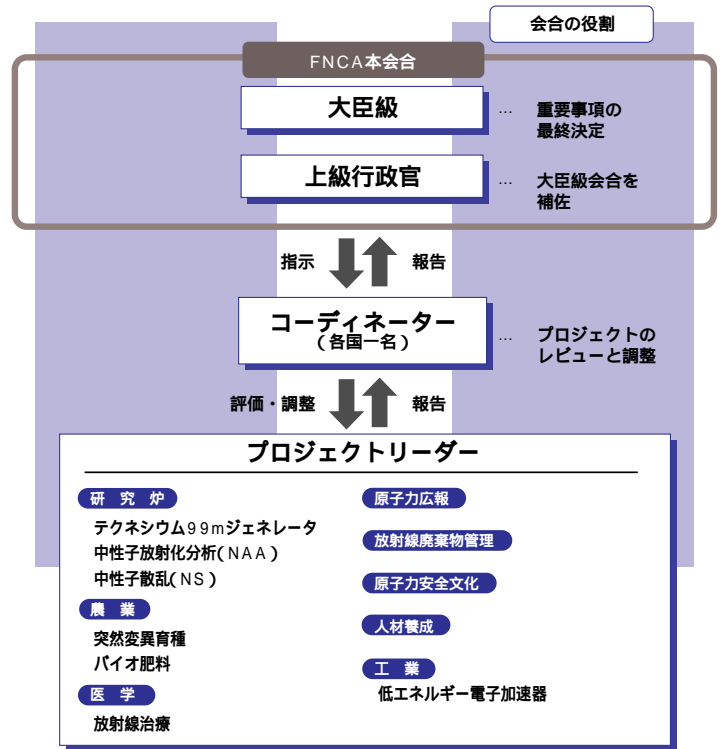 会合の役割
FNCA本会合
大臣級
… 重要事項の
最終決定
上級行政官
… 大臣級会合を
補佐
指示
報告
コーディネーター
(各国一名)
… プロジェクトの
レビューと調整
評価・調整
報告
プロジェクトリーダー
研究炉
テクネシウム99mジェネレータ
中性子放射化分析(NAA)
中性子散乱(NS)
農業
突然変異育種
バイオ肥料
医学
放射線治療
原子力広報
放射線廃棄物管理
原子力安全文化
人材養成
工業
低エネルギー電子加速器